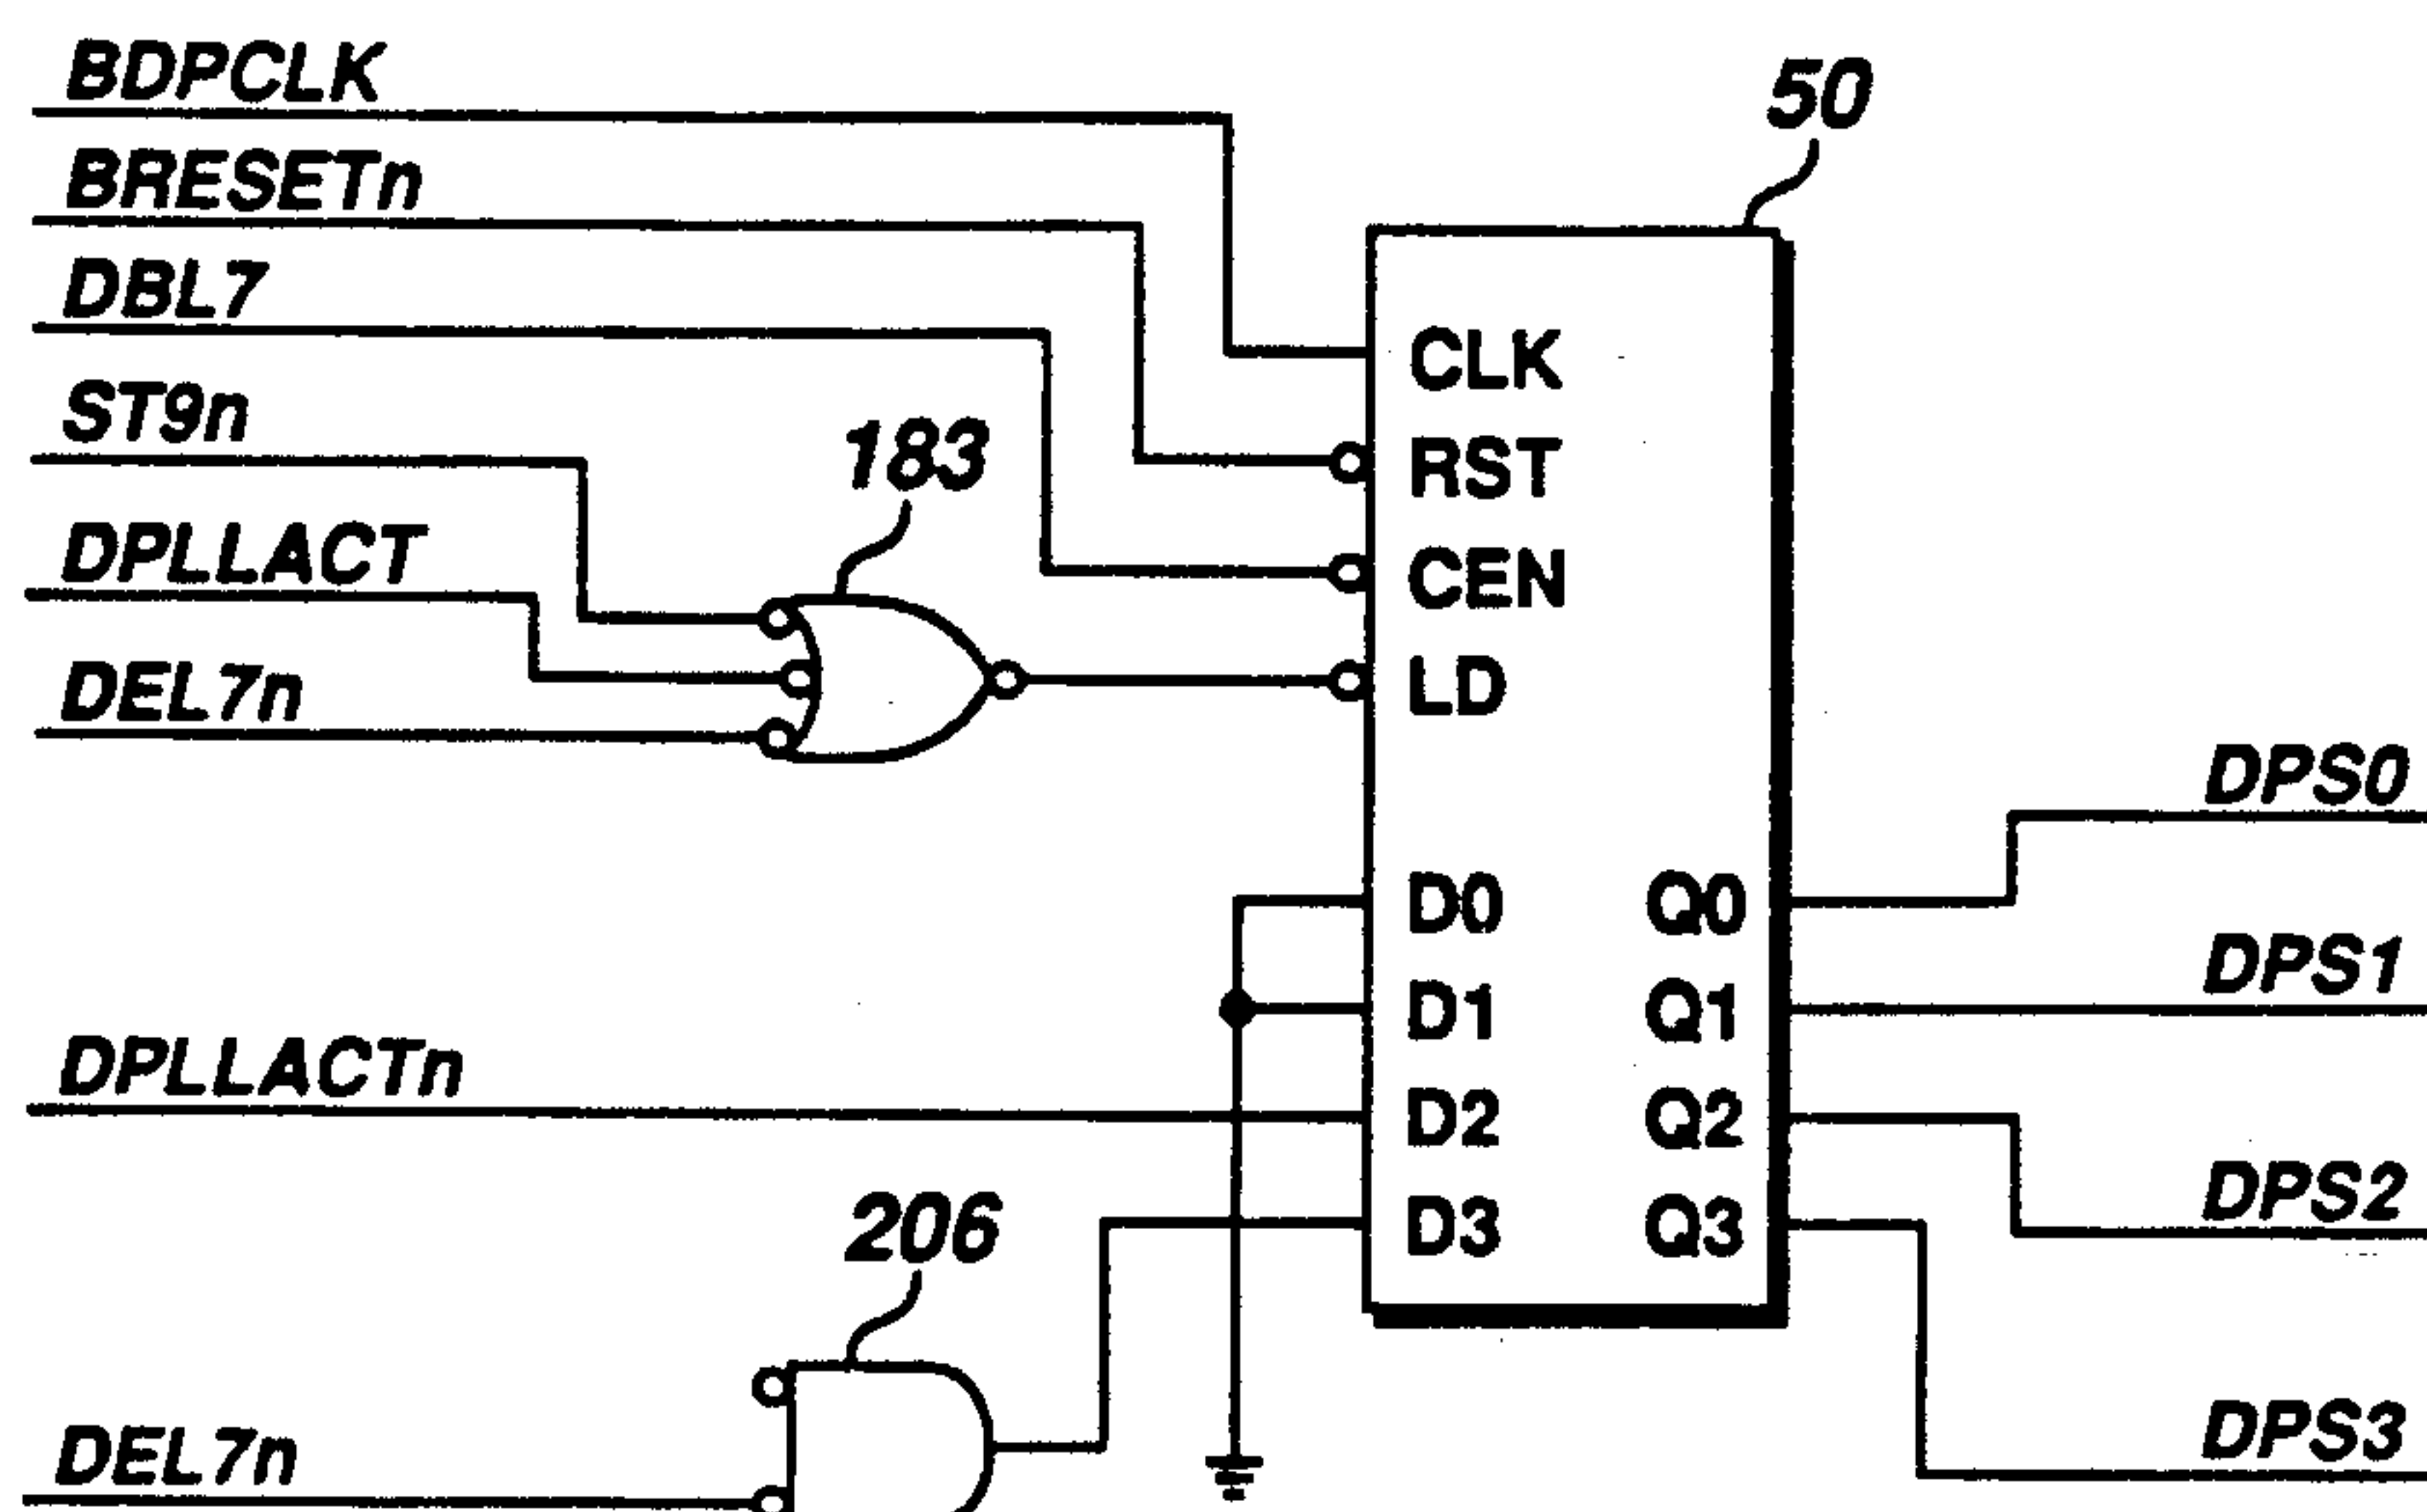 BDPCLK
BRESETn
DBL7
ST9n
DPLLACT
DEL7n
183
50
CLK
RST
CEN
LD
D0 Q0
D1 Q1
D2 Q2
D3 Q3
DPS0
DPS1
DPS2
DPS3
DPLLACTn
206
DEL7n